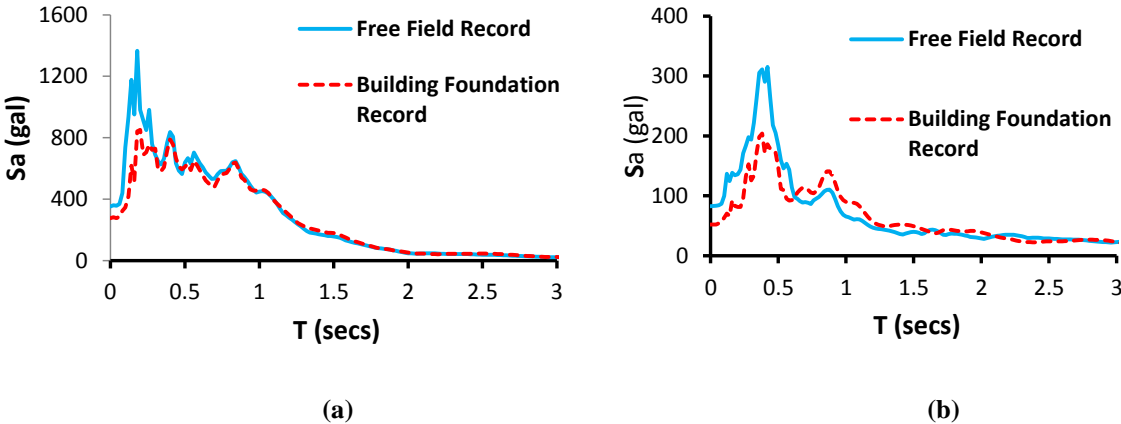 1600
1200
800
400
0
Sa (gal)
Free Field Record
Building Foundation
Record
0 0.5 1 1.5 2 2.5 3
T (secs)
(a)
400
300
200
100
0
Sa (gal)
Free Field Record
Building Foundation
Record
0 0.5 1 1.5 2 2.5 3
T (secs)
(b)